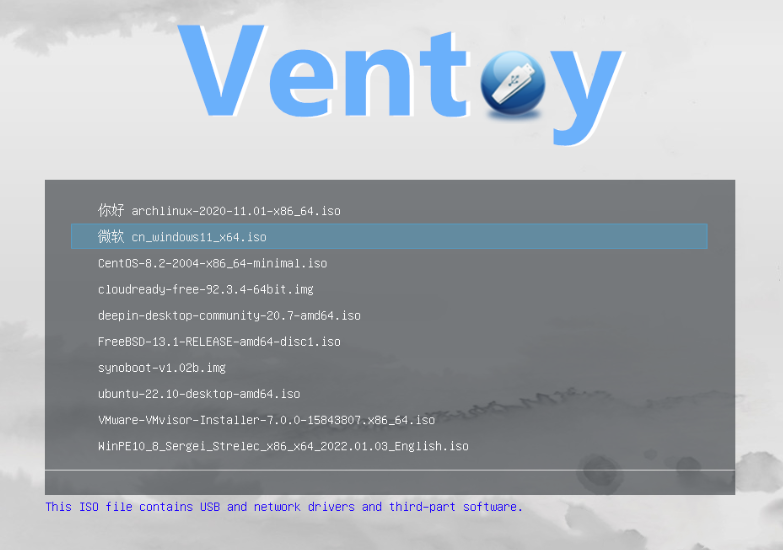 Ventoy
你好 archlinux-2020-11.01-x86_64.iso
微软 cn_windows11_x64.iso
CentOS-8.2-2004-x86_64-minimal.iso
cloudready-free-92.3.4-64bit.img
deepin-desktop-community-20.7-amd64.iso
FreeBSD-13.1-RELEASE-amd64-disc1.iso
synoboot-v1.02b.img
ubuntu-22.10-desktop-amd64.iso
VMware-VMvisor-Installer-7.0.0-15843807.x86_64.iso
WinPE10_8_Sergei_Strelec_x86_x64_2022.01.03_English.iso
This ISO file contains USB and network drivers and third-part software.